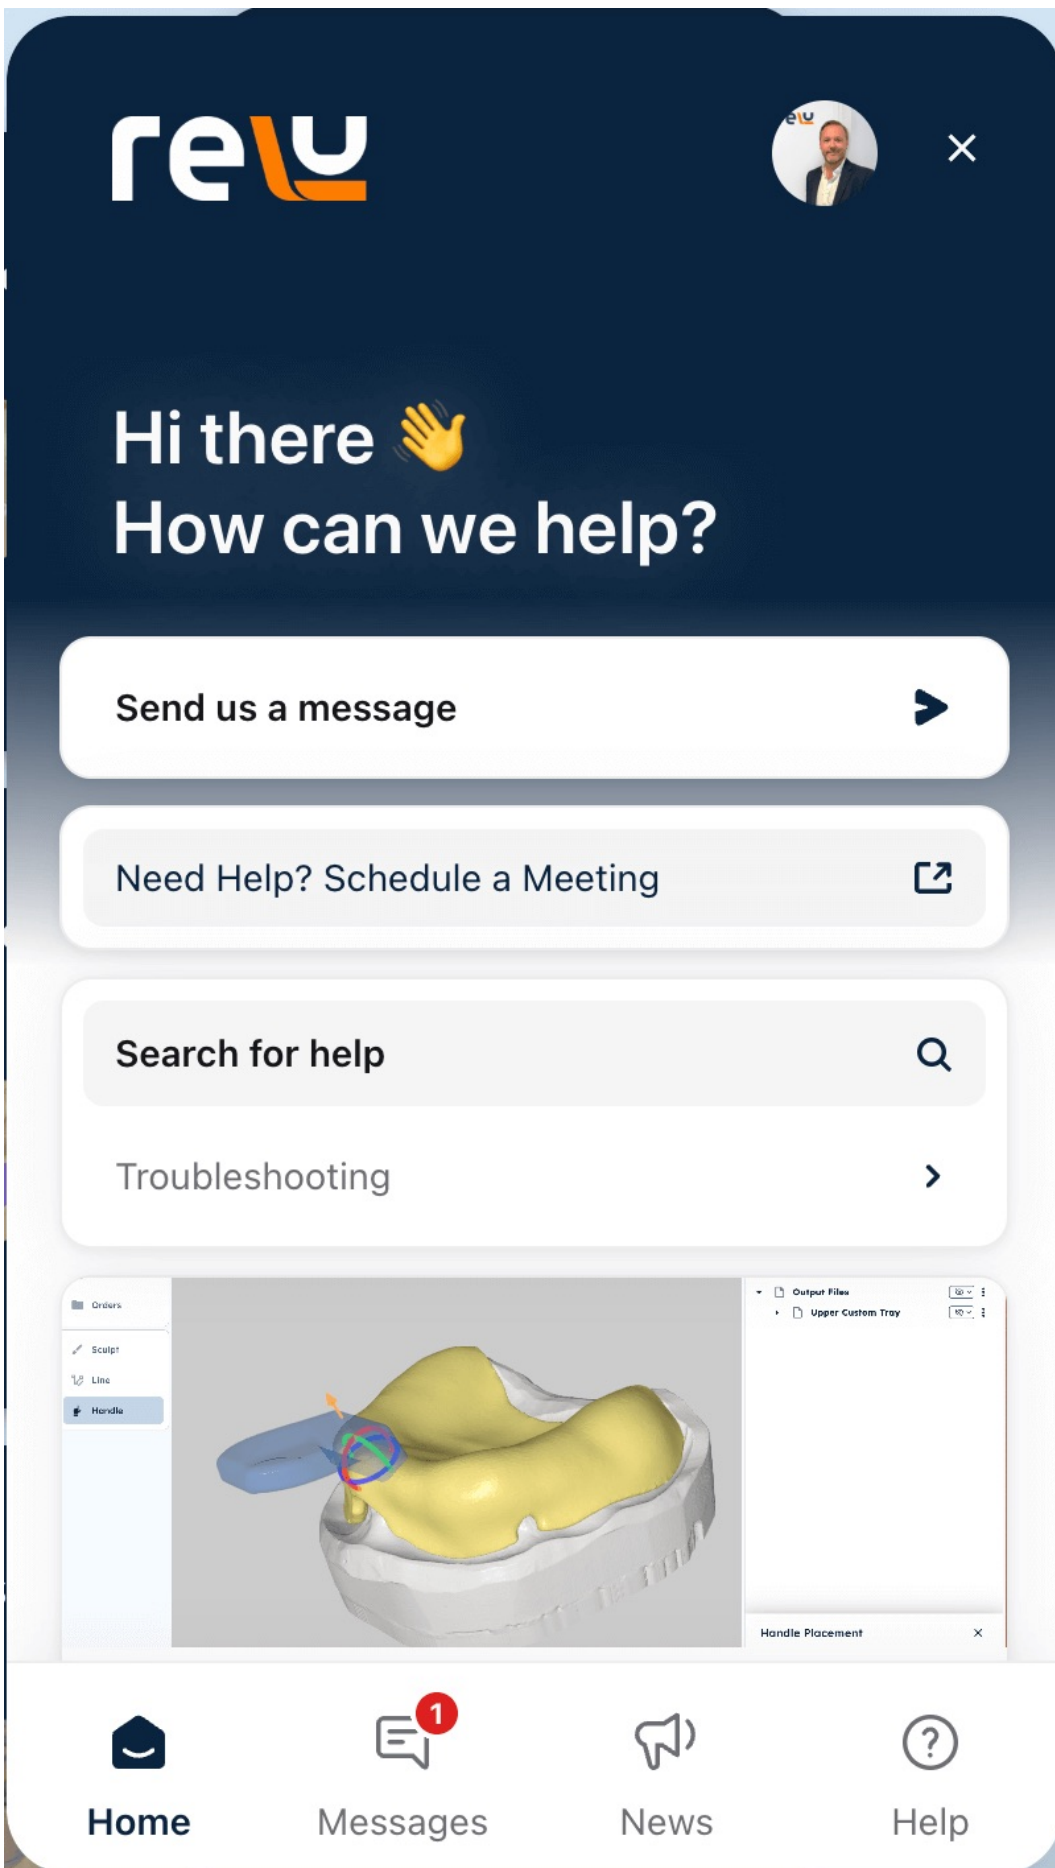 relu
Hi there 👋
How can we help?
Send us a message
Need Help? Schedule a Meeting
Search for help
Troubleshooting
Orders
Sculpt
Line
Handle
Output Files
Upper Custom Tray
Handle Placement
1
Home
Messages
News
Help